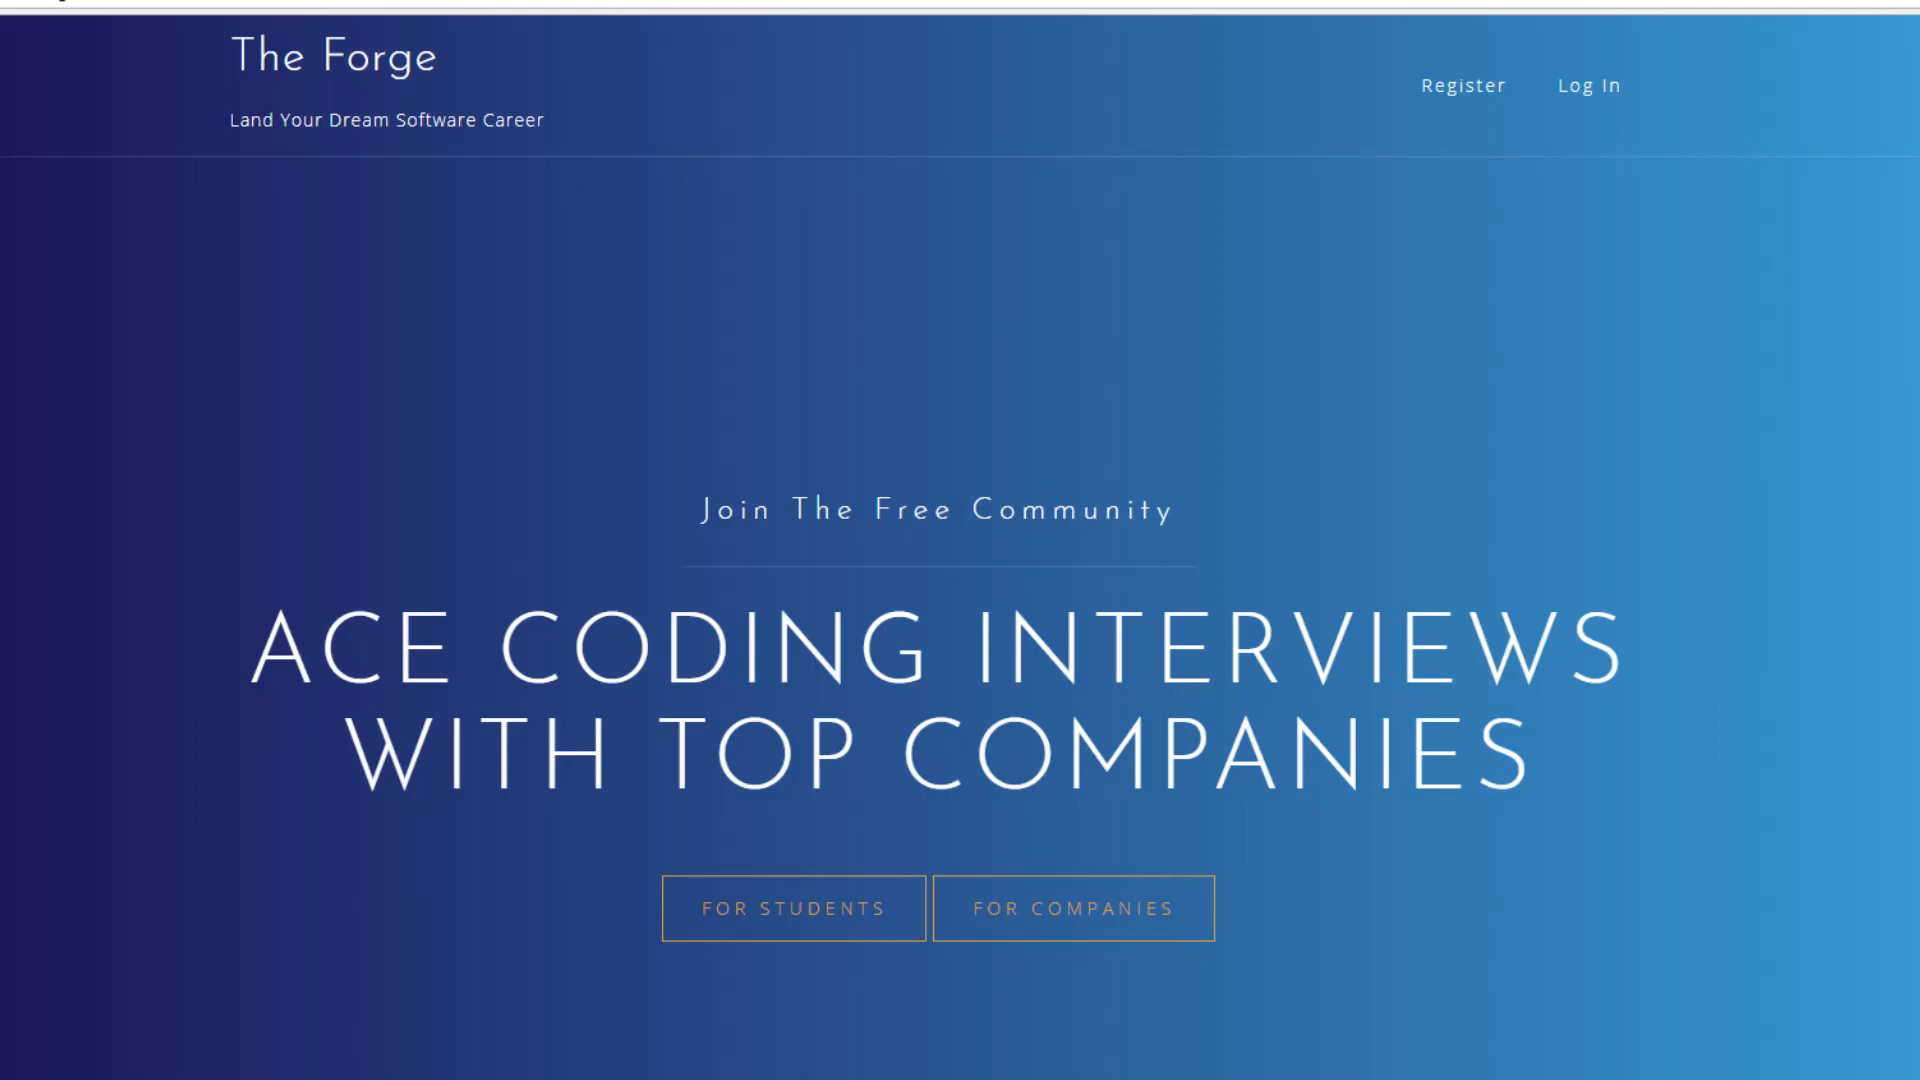 The Forge
Land Your Dream Software Career
Register
Log In
Join The Free Community
ACE CODING INTERVIEWS
WITH TOP COMPANIES
FOR STUDENTS
FOR COMPANIES